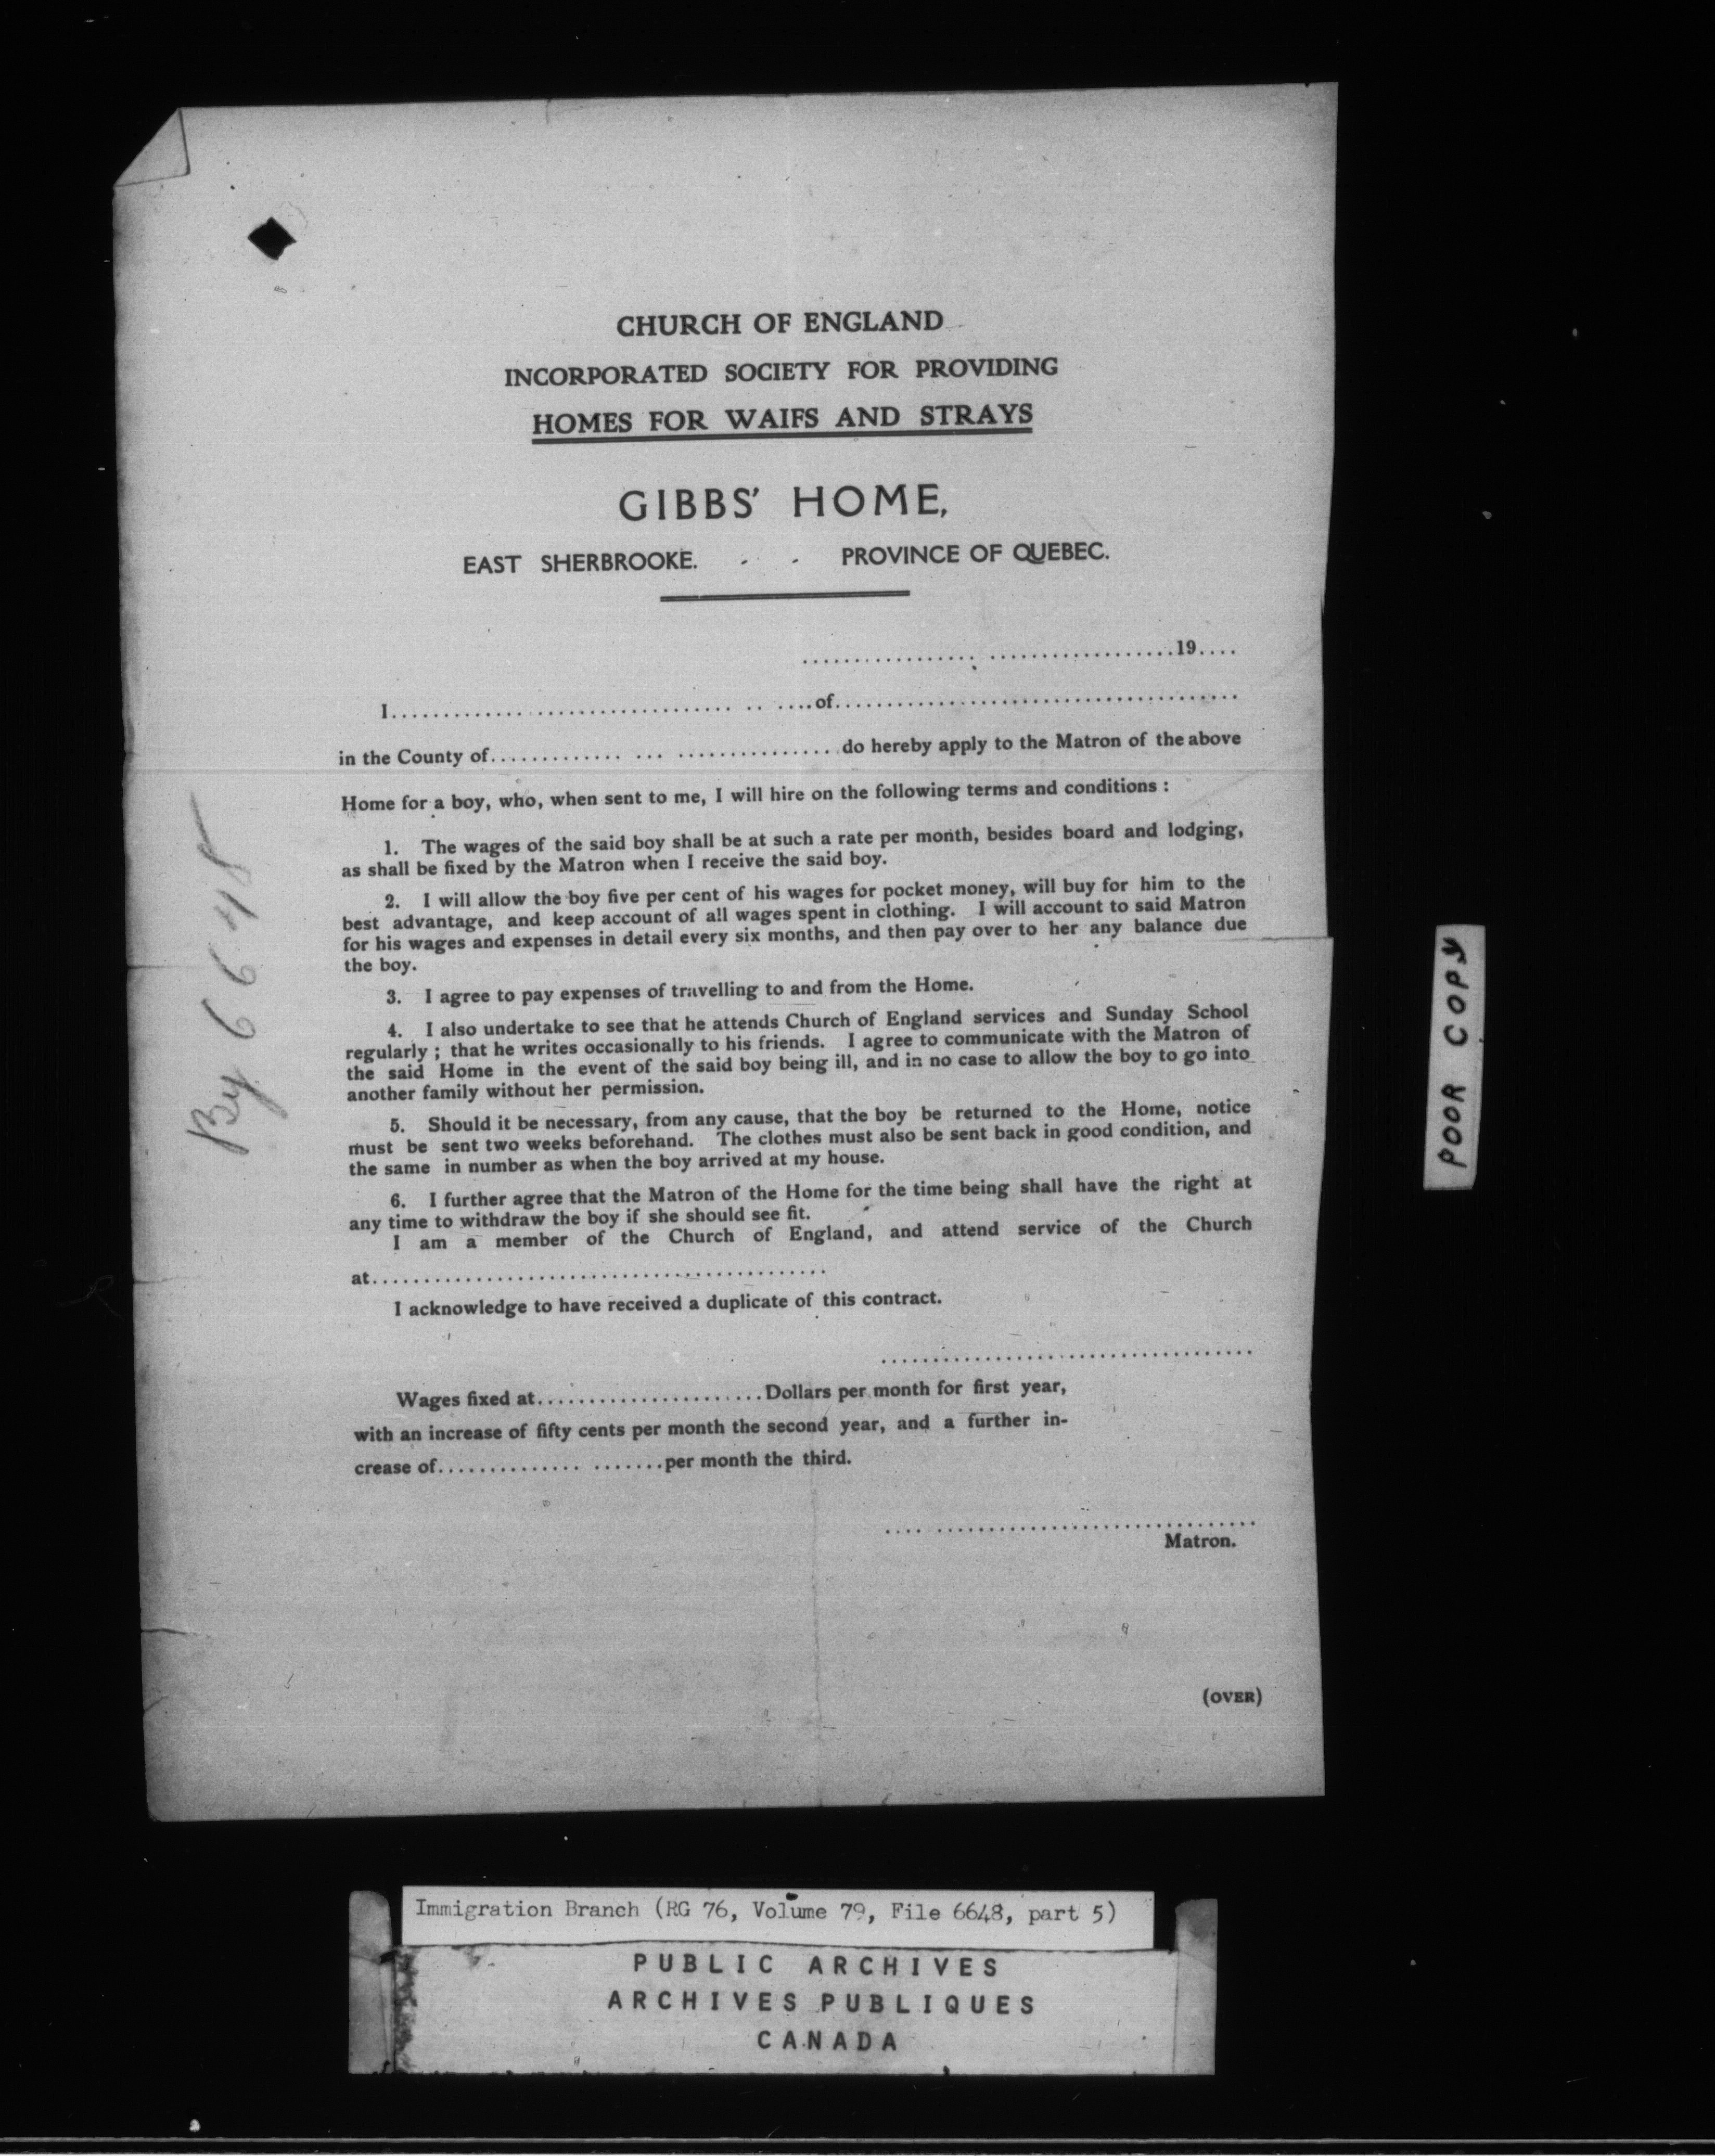 CHURCH OF ENGLAND
INCORPORATED SOCIETY FOR PROVIDING
HOMES FOR WAIFS AND STRAYS
GIBBS' HOME,
EAST SHERBROOKE. - - PROVINCE OF QUEBEC.
.................. ..................19....
I............. ................... .. ....of.......................................
in the County of............. ... ............... do hereby apply to the Matron of the above
Home for a boy, who, when sent to me, I will hire on the following terms and conditions :
1. The wages of the said boy shall be at such a rate per month, besides board and lodging,
as shall be fixed by the Matron when I receive the said boy.
2. I will allow the boy five per cent of his wages for pocket money, will buy for him to the
best advantage, and keep account of all wages spent in clothing. I will account to said Matron
for his wages and expenses in detail every six months, and then pay over to her any balance due
the boy.
3. I agree to pay expenses of travelling to and from the Home.
4. I also undertake to see that he attends Church of England services and Sunday School
regularly ; that he writes occasionally to his friends. I agree to communicate with the Matron of
the said Home in the event of the said boy being ill, and in no case to allow the boy to go into
another family without her permission.
5. Should it be necessary, from any cause, that the boy be returned to the Home, notice
must be sent two weeks beforehand. The clothes must also be sent back in good condition, and
the same in number as when the boy arrived at my house.
6. I further agree that the Matron of the Home for the time being shall have the right at
any time to withdraw the boy if she should see fit.
I am a member of the Church of England, and attend service of the Church
at............................................
I acknowledge to have received a duplicate of this contract.
....................................
Wages fixed at......................Dollars per month for first year,
with an increase of fifty cents per month the second year, and a further in-
crease of.............. .......per month the third.
.... ...............................
Matron.
(OVER)
By 6648
POOR COPY
Immigration Branch (RG 76, Volume 79, File 6648, part 5)
PUBLIC ARCHIVES
ARCHIVES PUBLIQUES
CANADA